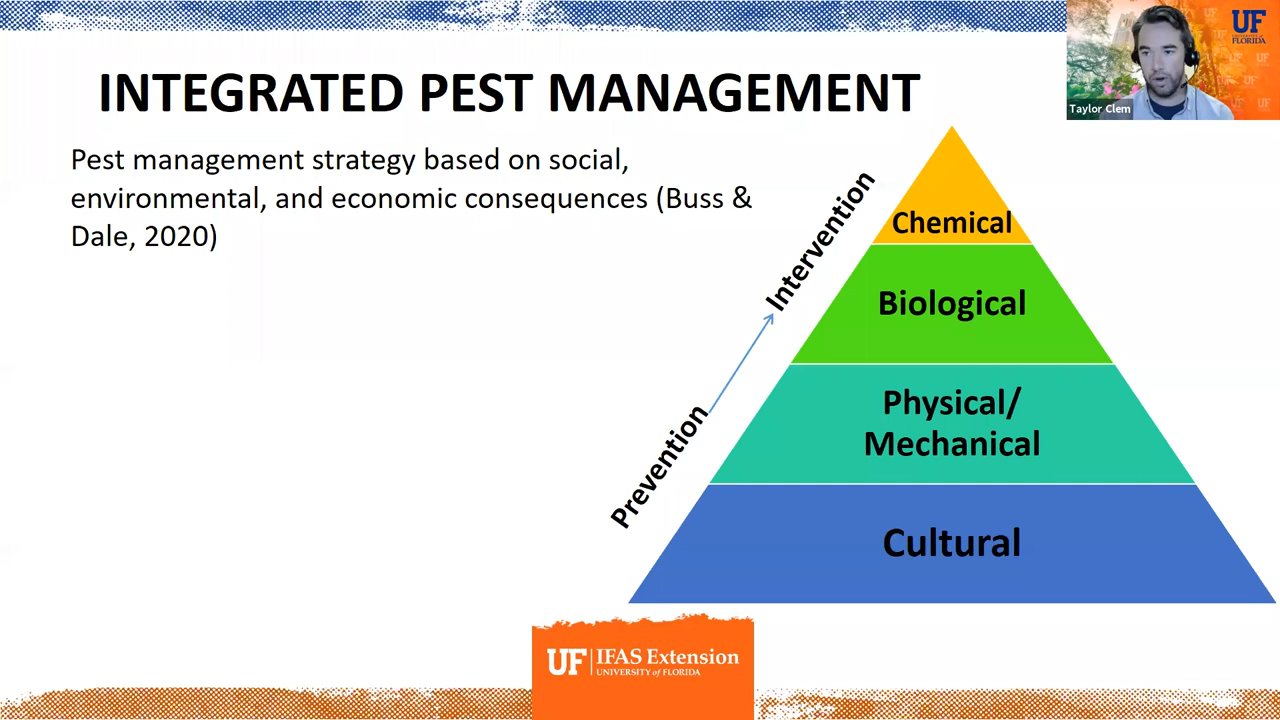 INTEGRATED PEST MANAGEMENT
Pest management strategy based on social,
environmental, and economic consequences (Buss &
Dale, 2020)
Intervention
Prevention
Chemical
Biological
Physical/
Mechanical
Cultural
UF
UNIVERSITY of
FLORIDA
Taylor Clem
UF IFAS Extension
UNIVERSITY of FLORIDA